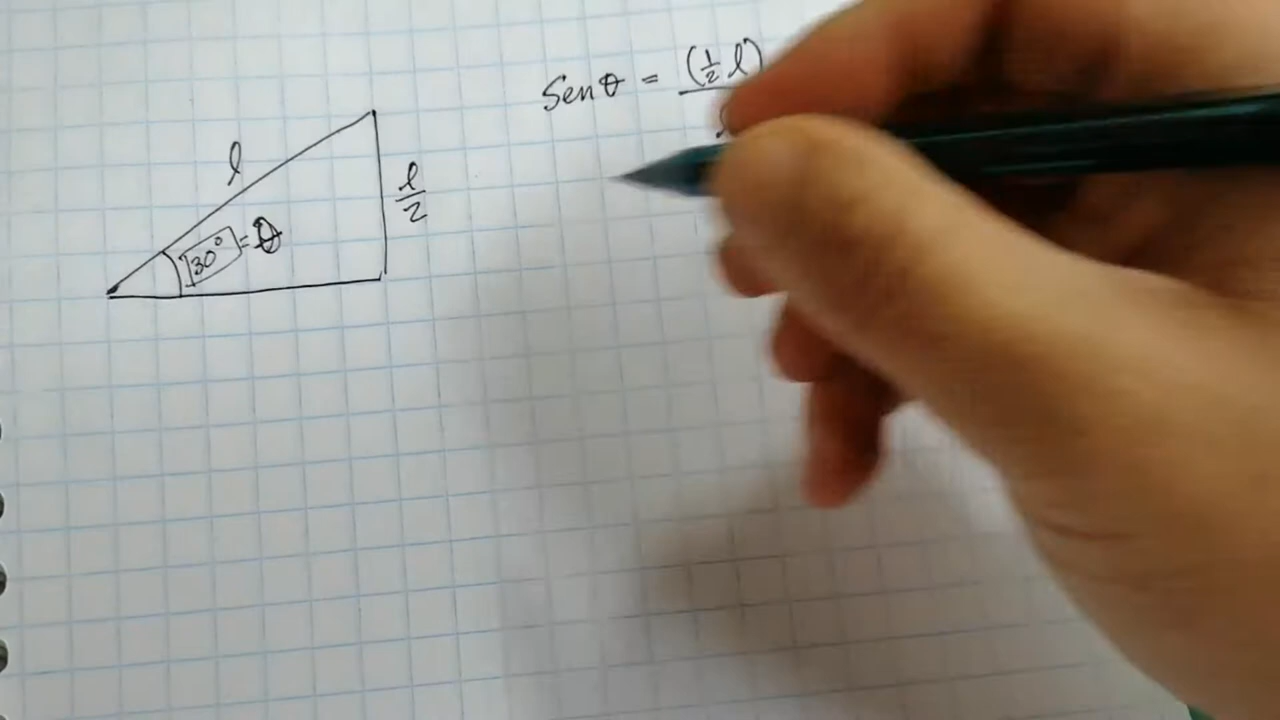 Sen θ = (½ l)
l
l/2
30° = θ